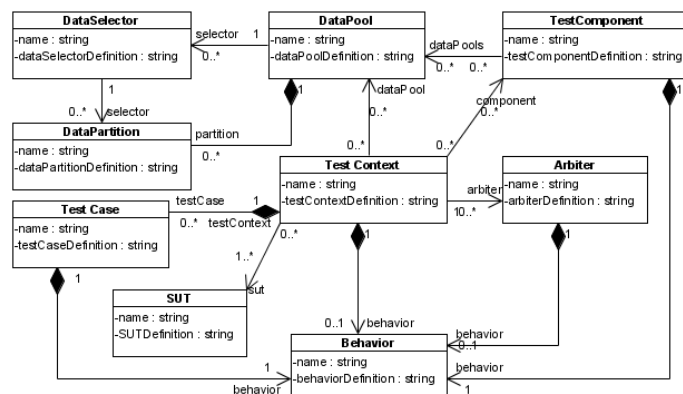 DataSelector
-name : string
-dataSelectorDefinition : string
selector
1
0..*
DataPool
-name : string
-dataPoolDefinition : string
dataPools
0..*
0..*
TestComponent
-name : string
-testComponentDefinition : string
1
0..*
selector
1
dataPool
0..*
component
0..*
1
DataPartition
-name : string
-dataPartitionDefinition : string
partition
0..*
0..*
0..*
Test Context
-name : string
-testContextDefinition : string
arbiter
10..*
Arbiter
-name : string
-arbiterDefinition : string
Test Case
-name : string
-testCaseDefinition : string
testCase
1
0..*
testContext
0..*
1
1
1
1..*
sut
SUT
-name : string
-SUTDefinition : string
0..1
behavior
Behavior
-name : string
-behaviorDefinition : string
behavior
0..1
behavior
1
1
behavior